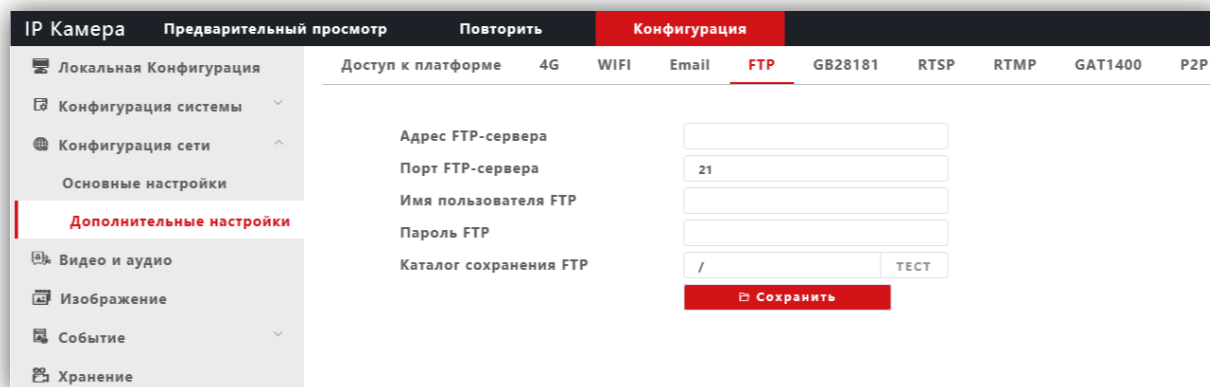 IP Камера Предварительный просмотр Повторить Конфигурация
Локальная Конфигурация
Конфигурация системы
Конфигурация сети
Основные настройки
Дополнительные настройки
Видео и аудио
Изображение
Событие
Хранение
Доступ к платформе 4G WIFI Email FTP GB28181 RTSP RTMP GAT1400 P2P
Адрес FTP-сервера
Порт FTP-сервера 21
Имя пользователя FTP
Пароль FTP
Каталог сохранения FTP / ТЕСТ
Сохранить